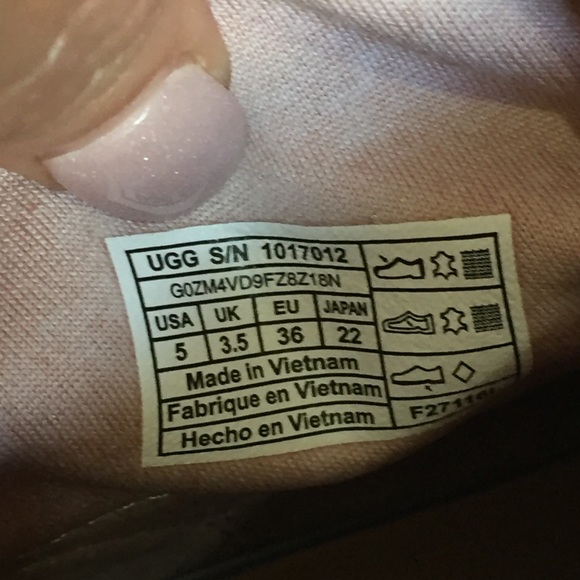 UGG S/N 1017012
G0ZM4VD9FZ8Z18N
USA UK EU JAPAN
5 3.5 36 22
Made in Vietnam
Fabrique en Vietnam
Hecho en Vietnam